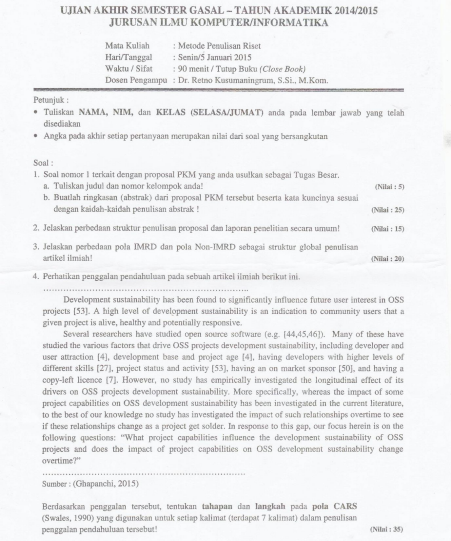 UJIAN AKHIR SEMESTER GASAL – TAHUN AKADEMIK 2014/2015
JURUSAN ILMU KOMPUTER/INFORMATIKA
Mata Kuliah : Metode Penulisan Riset
Hari/Tanggal : Senin/5 Januari 2015
Waktu / Sifat : 90 menit / Tutup Buku (Close Book)
Dosen Pengampu : Dr. Retno Kusumaningrum, S.Si., M.Kom.
Petunjuk :
• Tuliskan NAMA, NIM, dan KELAS (SELASA/JUMAT) anda pada lembar jawab yang telah
disediakan
• Angka pada akhir setiap pertanyaan merupakan nilai dari soal yang bersangkutan
Soal :
1. Soal nomor 1 terkait dengan proposal PKM yang anda usulkan sebagai Tugas Besar.
a. Tuliskan judul dan nomor kelompok anda! (Nilai : 5)
b. Buatlah ringkasan (abstrak) dari proposal PKM tersebut beserta kata kuncinya sesuai
dengan kaidah-kaidah penulisan abstrak ! (Nilai : 25)
2. Jelaskan perbedaan struktur penulisan proposal dan laporan penelitian secara umum! (Nilai : 15)
3. Jelaskan perbedaan pola IMRD dan pola Non-IMRD sebagai struktur global penulisan
artikel ilmiah! (Nilai : 20)
4. Perhatikan penggalan pendahuluan pada sebuah artikel ilmiah berikut ini.
......................................................
Development sustainability has been found to significantly influence future user interest in OSS
projects [53]. A high level of development sustainability is an indication to community users that a
given project is alive, healthy and potentially responsive.
Several researchers have studied open source software (e.g. [44,45,46]). Many of these have
studied the various factors that drive OSS projects development sustainability, including developer and
user attraction [4], development base and project age [4], having developers with higher levels of
different skills [27], project status and activity [53], having an on market sponsor [50], and having a
copy-left licence [7]. However, no study has empirically investigated the longitudinal effect of its
drivers on OSS projects development sustainability. More specifically, whereas the impact of some
project capabilities on OSS development sustainability has been investigated in the current literature,
to the best of our knowledge no study has investigated the impact of such relationships overtime to see
if these relationships change as a project get solder. In response to this gap, our focus herein is on the
following questions: “What project capabilities influence the development sustainability of OSS
projects and does the impact of project capabilities on OSS development sustainability change
overtime?”
......................................................
Sumber : (Ghapanchi, 2015)
Berdasarkan penggalan tersebut, tentukan tahapan dan langkah pada pola CARS
(Swales, 1990) yang digunakan untuk setiap kalimat (terdapat 7 kalimat) dalam penulisan
penggalan pendahuluan tersebut! (Nilai : 35)